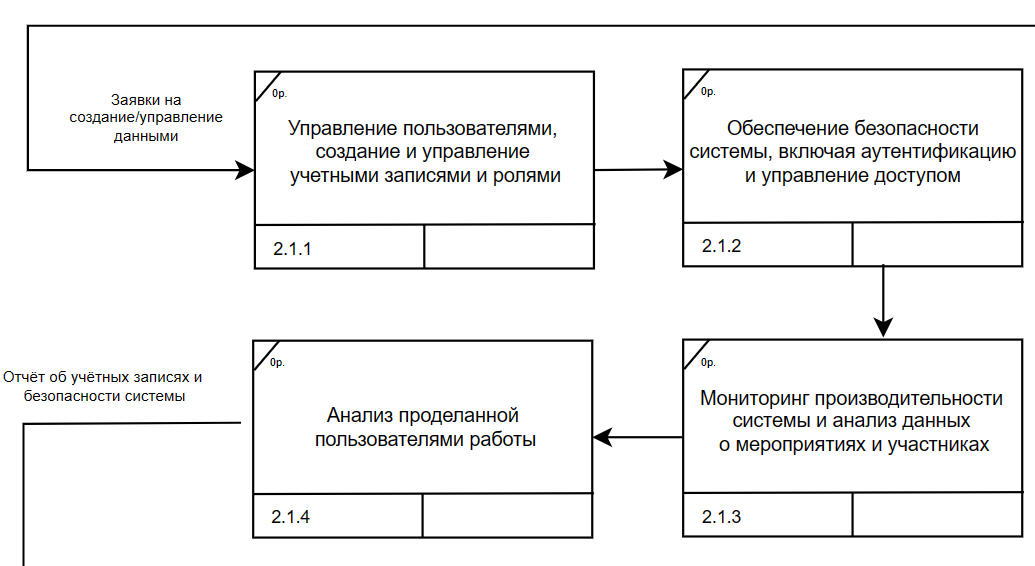 Заявки на
создание/управление
данными
0р.
Управление пользователями,
создание и управление
учетными записями и ролями
2.1.1
0р.
Обеспечение безопасности
системы, включая аутентификацию
и управление доступом
2.1.2
Отчёт об учётных записях и
безопасности системы
0р.
Анализ проделанной
пользователями работы
2.1.4
0р.
Мониторинг производительности
системы и анализ данных
о мероприятиях и участниках
2.1.3